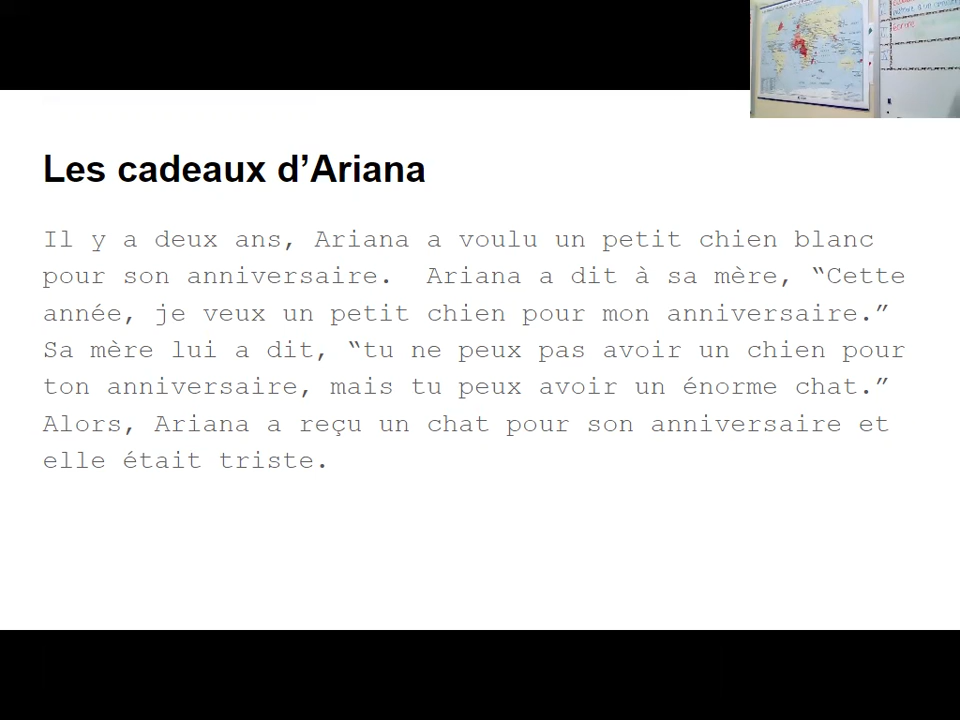 Les cadeaux d’Ariana
Il y a deux ans, Ariana a voulu un petit chien blanc
pour son anniversaire.  Ariana a dit à sa mère, “Cette
année, je veux un petit chien pour mon anniversaire.”
Sa mère lui a dit, “tu ne peux pas avoir un chien pour
ton anniversaire, mais tu peux avoir un énorme chat.”
Alors, Ariana a reçu un chat pour son anniversaire et
elle était triste.